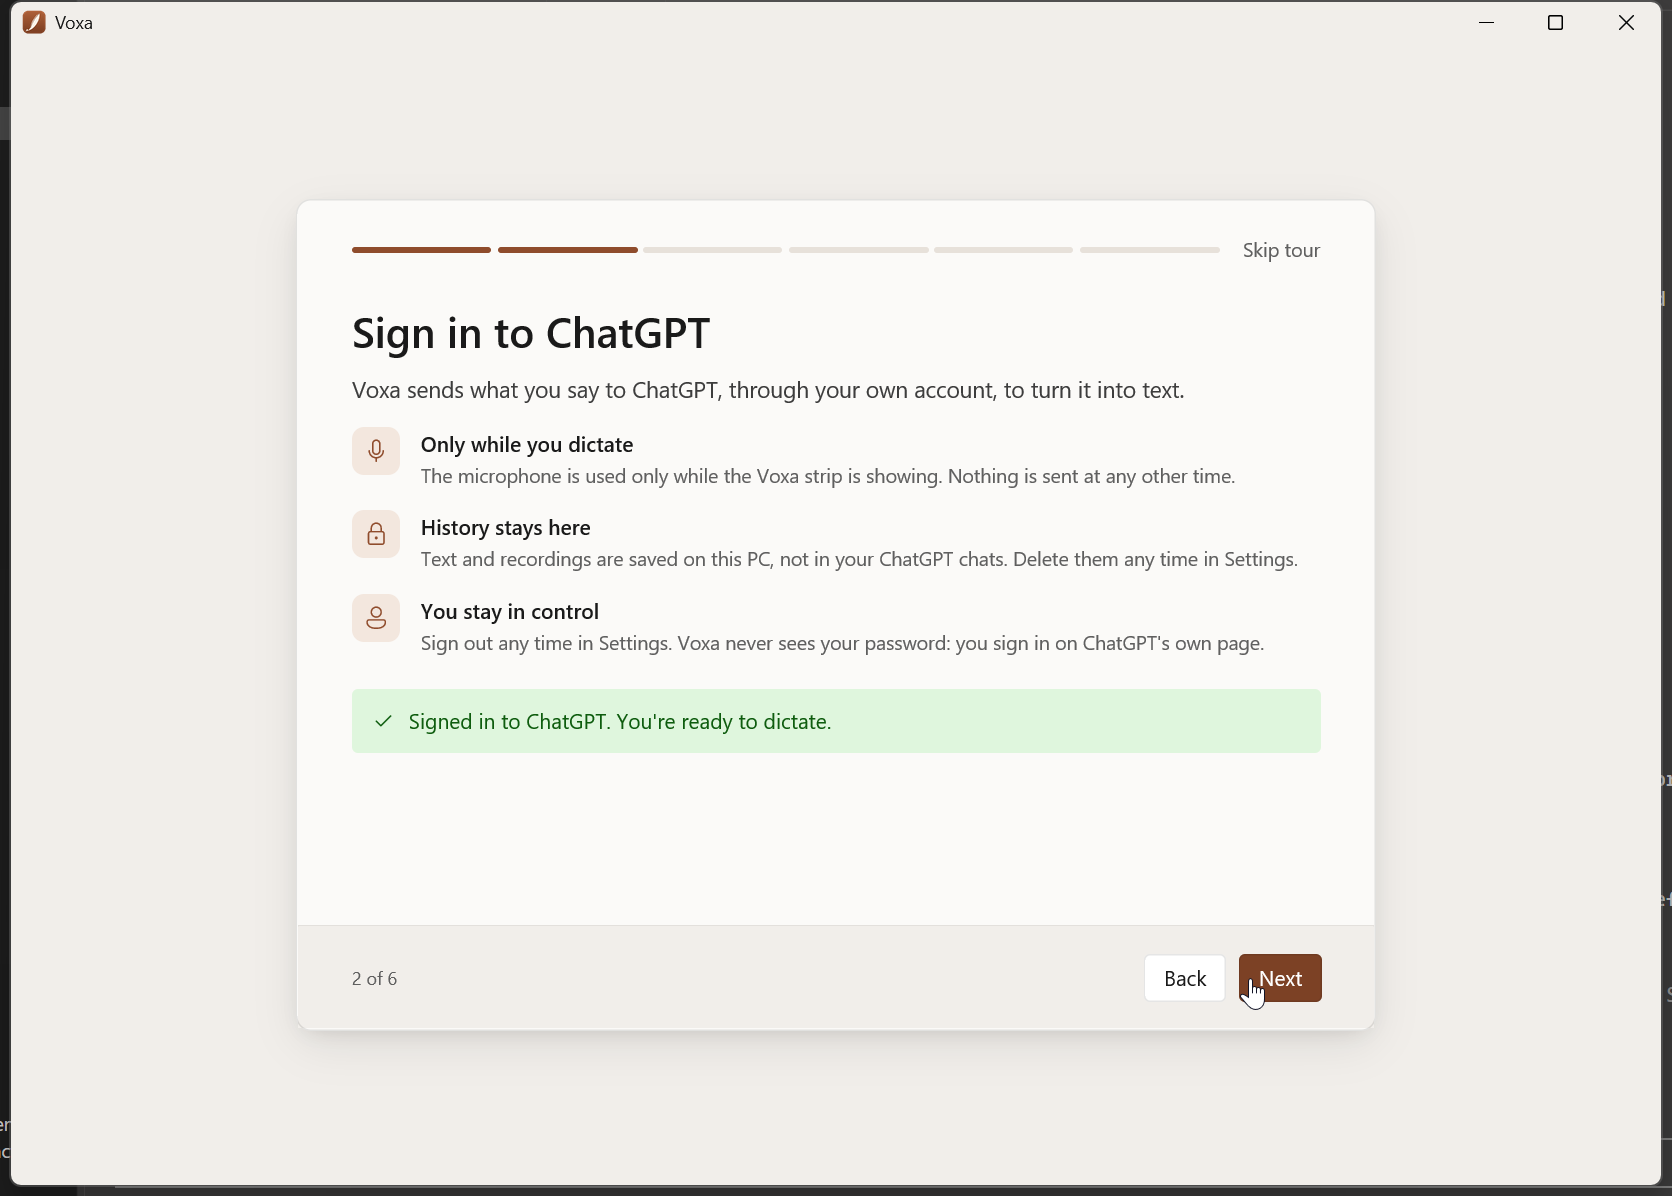 Voxa
Skip tour
Sign in to ChatGPT
Voxa sends what you say to ChatGPT, through your own account, to turn it into text.
Only while you dictate
The microphone is used only while the Voxa strip is showing. Nothing is sent at any other time.
History stays here
Text and recordings are saved on this PC, not in your ChatGPT chats. Delete them any time in Settings.
You stay in control
Sign out any time in Settings. Voxa never sees your password: you sign in on ChatGPT's own page.
Signed in to ChatGPT. You're ready to dictate.
2 of 6
Back
Next